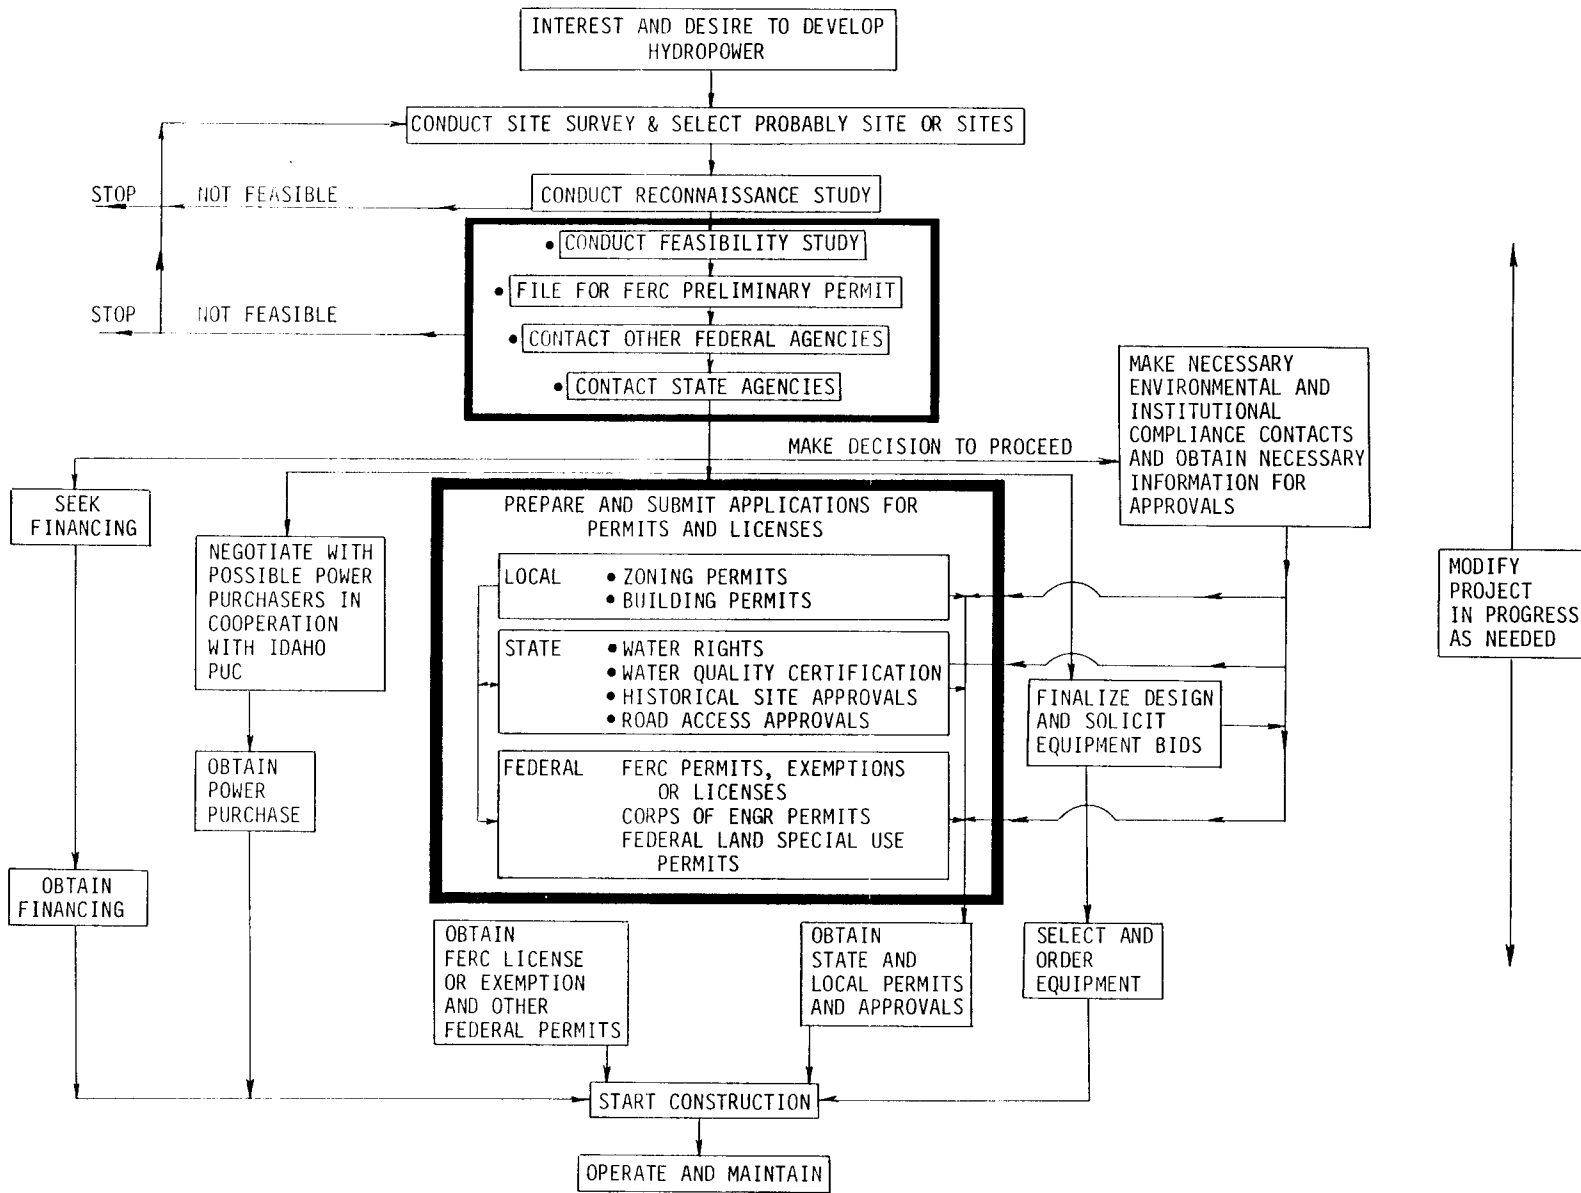 INTEREST AND DESIRE TO DEVELOP
HYDROPOWER
CONDUCT SITE SURVEY & SELECT PROBABLY SITE OR SITES
STOP NOT FEASIBLE
CONDUCT RECONNAISSANCE STUDY
• CONDUCT FEASIBILITY STUDY
• FILE FOR FERC PRELIMINARY PERMIT
STOP NOT FEASIBLE
• CONTACT OTHER FEDERAL AGENCIES
• CONTACT STATE AGENCIES
MAKE DECISION TO PROCEED
MAKE NECESSARY
ENVIRONMENTAL AND
INSTITUTIONAL
COMPLIANCE CONTACTS
AND OBTAIN NECESSARY
INFORMATION FOR
APPROVALS
SEEK
FINANCING
NEGOTIATE WITH
POSSIBLE POWER
PURCHASERS IN
COOPERATION
WITH IDAHO
PUC
PREPARE AND SUBMIT APPLICATIONS FOR
PERMITS AND LICENSES
LOCAL • ZONING PERMITS
• BUILDING PERMITS
STATE • WATER RIGHTS
• WATER QUALITY CERTIFICATION
• HISTORICAL SITE APPROVALS
• ROAD ACCESS APPROVALS
FEDERAL FERC PERMITS, EXEMPTIONS
OR LICENSES
CORPS OF ENGR PERMITS
FEDERAL LAND SPECIAL USE
PERMITS
FINALIZE DESIGN
AND SOLICIT
EQUIPMENT BIDS
MODIFY
PROJECT
IN PROGRESS
AS NEEDED
OBTAIN
POWER
PURCHASE
OBTAIN
FINANCING
OBTAIN
FERC LICENSE
OR EXEMPTION
AND OTHER
FEDERAL PERMITS
OBTAIN
STATE AND
LOCAL PERMITS
AND APPROVALS
SELECT AND
ORDER
EQUIPMENT
START CONSTRUCTION
OPERATE AND MAINTAIN